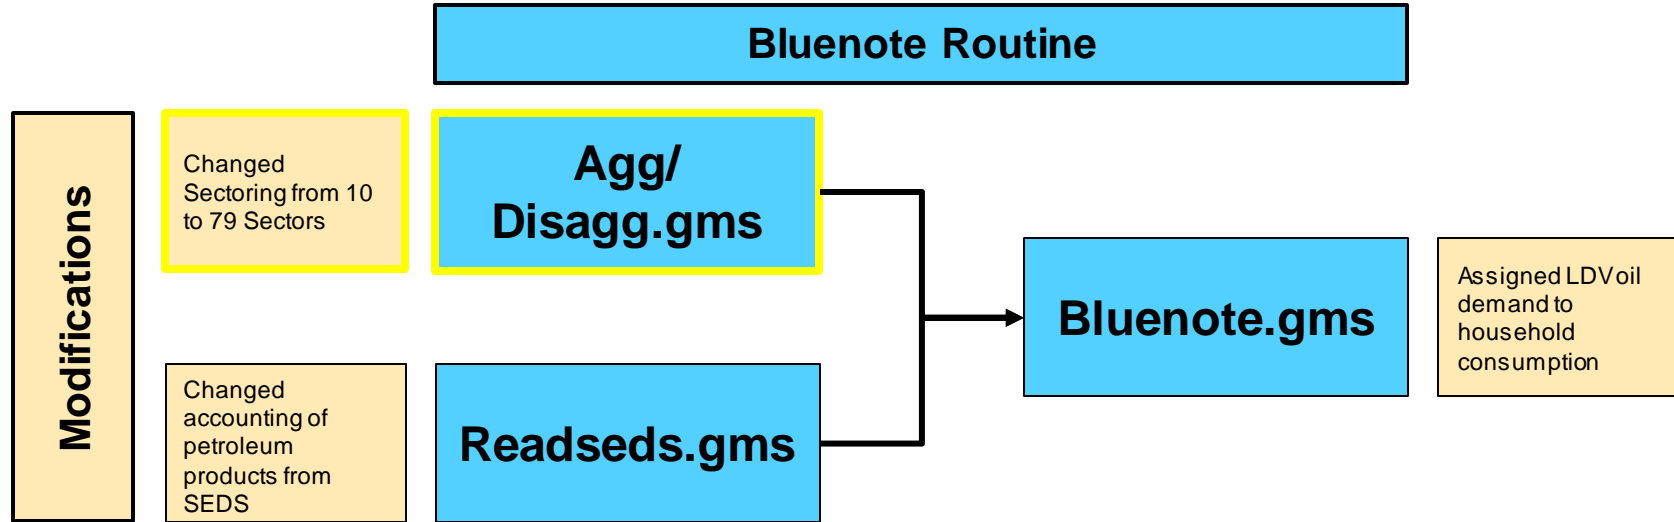 Bluenote Routine
Modifications
Changed
Sectoring from 10
to 79 Sectors
Agg/
Disagg.gms
Changed
accounting of
petroleum
products from
SEDS
Readseds.gms
Bluenote.gms
Assigned LDV oil
demand to
household
consumption